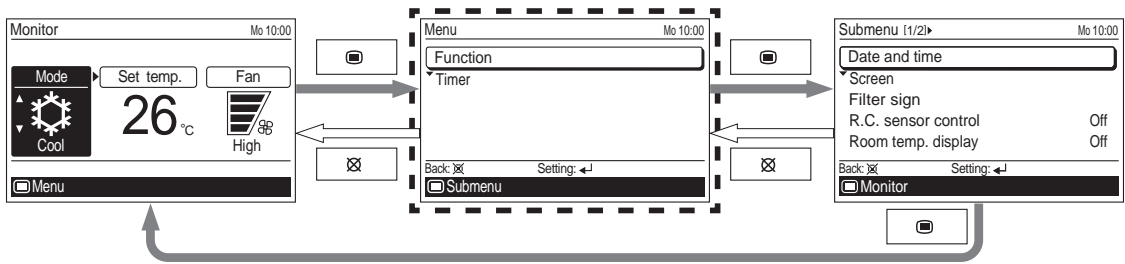 Monitor Mo 10:00
Mode Set temp. Fan
26 °C
Cool High
Menu
Menu Mo 10:00
Function
Timer
Back: Setting:
Submenu
Submenu [1/2] Mo 10:00
Date and time
Screen
Filter sign
R.C. sensor control Off
Room temp. display Off
Back: Setting:
Monitor